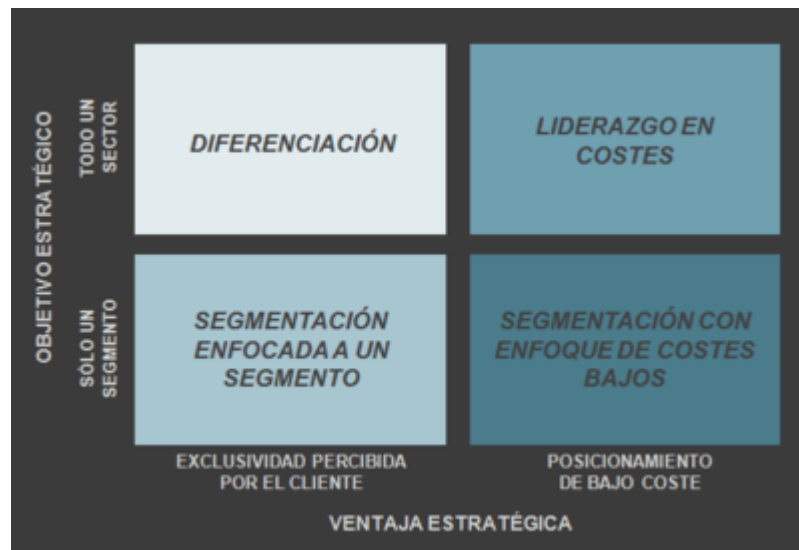 OBJETIVO ESTRATÉGICO
TODO UN
SECTOR
DIFERENCIACIÓN
LIDERAZGO EN
COSTES
SÓLO UN
SEGMENTO
SEGMENTACIÓN
ENFOCADA A UN
SEGMENTO
SEGMENTACIÓN CON
ENFOQUE DE COSTES
BAJOS
EXCLUSIVIDAD PERCIBIDA
POR EL CLIENTE
POSICIONAMIENTO
DE BAJO COSTE
VENTAJA ESTRATÉGICA